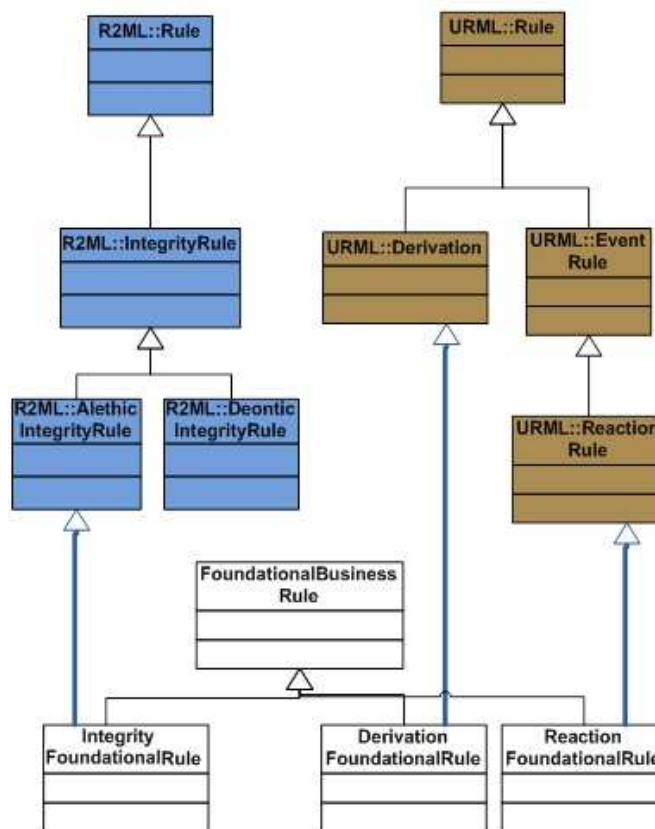 R2ML::Rule
URML::Rule
R2ML::IntegrityRule
URML::Derivation
URML::Event
Rule
R2ML::Alethic
IntegrityRule
R2ML::Deontic
IntegrityRule
URML::Reaction
Rule
FoundationalBusiness
Rule
Integrity
FoundationalRule
Derivation
FoundationalRule
Reaction
FoundationalRule